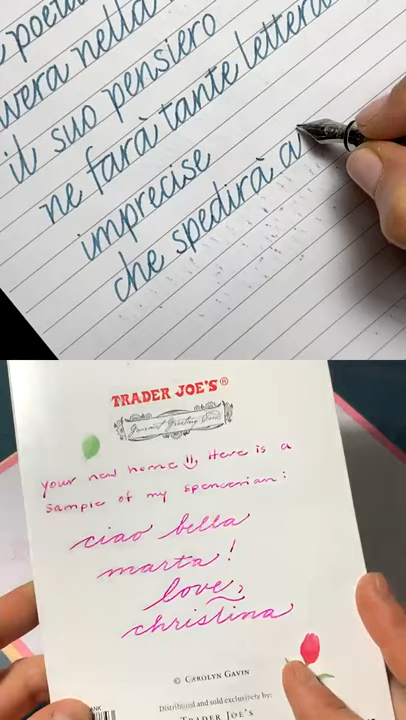 poeta
vera nella
il suo pensiero
ne farà tante lettera
imprecise
che spedirà a
TRADER JOE'S®
Gourmet Greeting Cards
your new home :) Here is a
sample of my spencerian:
ciao bella
marta!
love,
christina
© CAROLYN GAVIN
Distributed and sold exclusively by:
TRADER JOE'S